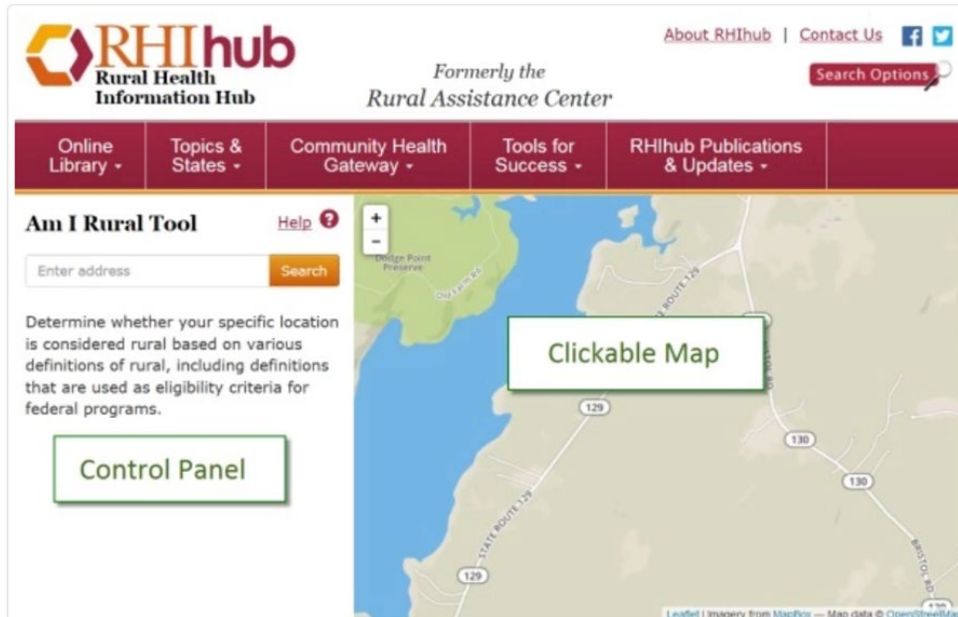 RHIhub
Rural Health
Information Hub
Formerly the
Rural Assistance Center
About RHIhub | Contact Us
Search Options
Online
Library
Topics &
States
Community Health
Gateway
Tools for
Success
RHIhub Publications
& Updates
Am I Rural Tool
Help ?
Enter address
Search
Determine whether your specific location
is considered rural based on various
definitions of rural, including definitions
that are used as eligibility criteria for
federal programs.
Control Panel
+
−
Dodge Point
Preserve
Old Farm Rd
STATE ROUTE 129
Clickable Map
129
130
130
STATE ROUTE 129
129
BRISTOL RD
130
Leaflet | Imagery from MapBox — Map data © OpenStreetMap